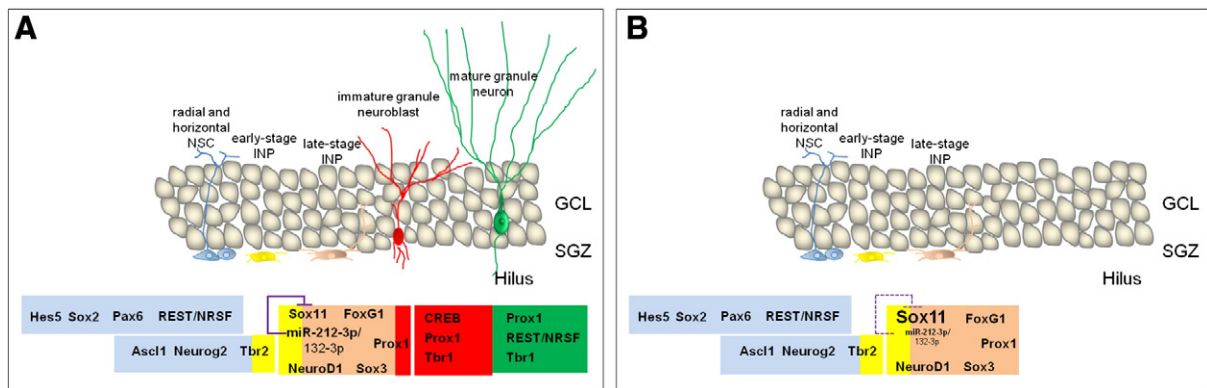 A
radial and
horizontal
NSC
early-stage
INP
late-stage
INP
immature granule
neuroblast
mature granule
neuron
GCL
SGZ
Hilus
Hes5 Sox2 Pax6 REST/NRSF
Ascl1 Neurog2 Tbr2
Sox11 FoxG1
miR-212-3p/
132-3p
Prox1
NeuroD1 Sox3
CREB
Prox1
Tbr1
Prox1
REST/NRSF
Tbr1
B
radial and
horizontal
NSC
early-stage
INP
late-stage
INP
GCL
SGZ
Hilus
Hes5 Sox2 Pax6 REST/NRSF
Ascl1 Neurog2 Tbr2
Sox11 FoxG1
miR-212-3p/
132-3p
Prox1
NeuroD1 Sox3